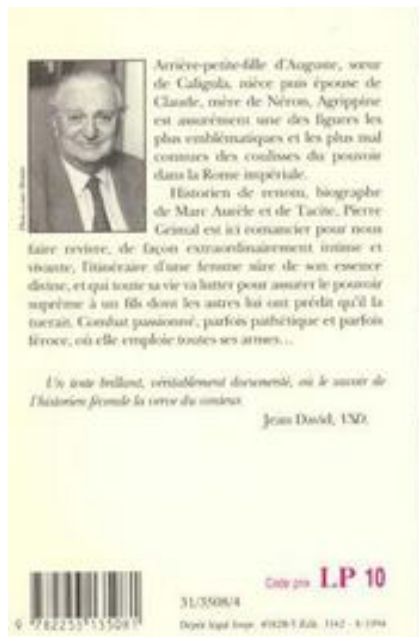 Arrière-petite-fille d'Auguste, sœur
de Caligula, nièce puis épouse de
Claude, mère de Néron, Agrippine
est assurément une des figures les
plus emblématiques et les plus mal
connues des coulisses du pouvoir
dans la Rome impériale.
Historien de renom, biographe
de Marc Aurèle et de Tacite, Pierre
Grimal est ici romancier pour nous
faire revivre, de façon extraordinairement intime et
vivante, l'itinéraire d'une femme sûre de son essence
divine, et qui toute sa vie va lutter pour assurer le pouvoir
suprême à un fils dont les astres lui ont prédit qu'il la
tuerait. Combat passionné, parfois pathétique et parfois
féroce, où elle emploie toutes ses armes...
Un texte brillant, véritablement documenté, où le savoir de
l'historien féconde la verve du conteur.
Jean David, VSD.
Code prix LP 10
31/3508/4
9 782253 135081
Dépôt légal